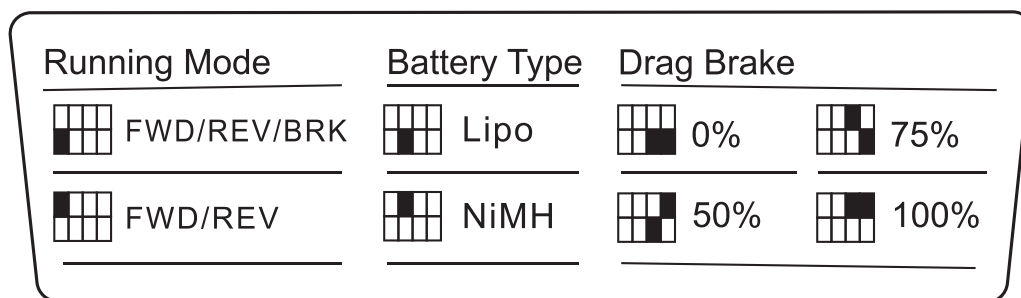 Running Mode
Battery Type
Drag Brake
FWD/REV/BRK
Lipo
0%
75%
FWD/REV
NiMH
50%
100%